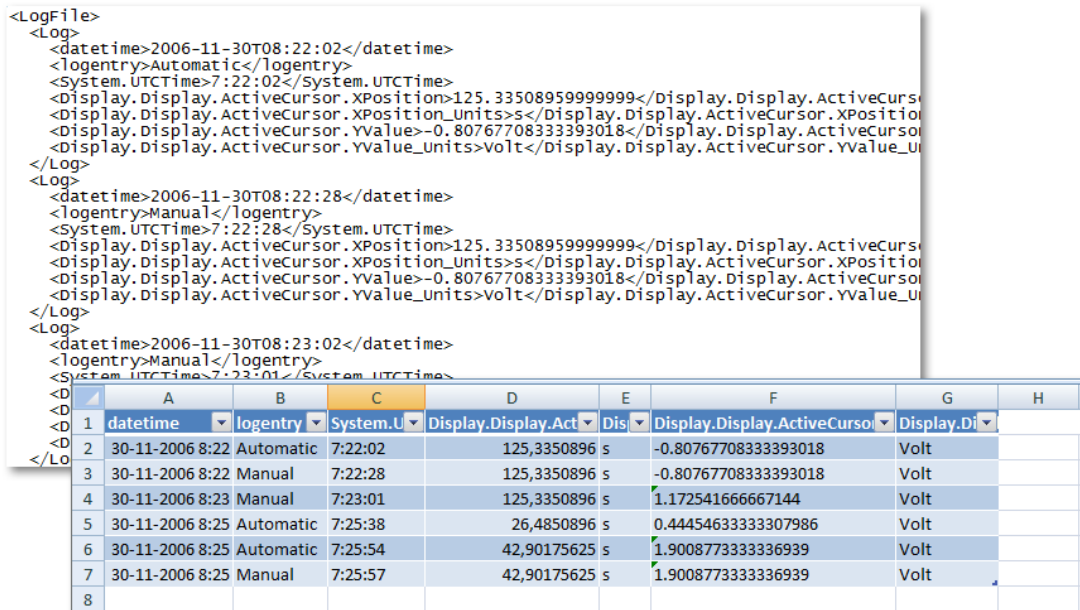 <LogFile>
<Log>
<datetime>2006-11-30T08:22:02</datetime>
<logentry>Automatic</logentry>
<System.UTCTime>7:22:02</System.UTCTime>
<Display.Display.ActiveCursor.XPosition>125.33508959999999</Display.Display.ActiveCurs
<Display.Display.ActiveCursor.XPosition_Units>s</Display.Display.ActiveCursor.XPosition
<Display.Display.ActiveCursor.YValue>-0.80767708333393018</Display.Display.ActiveCursor
<Display.Display.ActiveCursor.YValue_Units>Volt</Display.Display.ActiveCursor.YValue_U
</Log>
<Log>
<datetime>2006-11-30T08:22:28</datetime>
<logentry>Manual</logentry>
<System.UTCTime>7:22:28</System.UTCTime>
<Display.Display.ActiveCursor.XPosition>125.33508959999999</Display.Display.ActiveCurs
<Display.Display.ActiveCursor.XPosition_Units>s</Display.Display.ActiveCursor.XPosition
<Display.Display.ActiveCursor.YValue>-0.80767708333393018</Display.Display.ActiveCursor
<Display.Display.ActiveCursor.YValue_Units>Volt</Display.Display.ActiveCursor.YValue_U
</Log>
<Log>
<datetime>2006-11-30T08:23:02</datetime>
<logentry>Manual</logentry>
<System.UTCTime>7:23:01</System.UTCTime>
<D
<D
<D
<D
</Lo
A B C D E F G H
1 datetime logentry System.U Display.Display.Act Dis Display.Display.ActiveCursor Display.Di
2 30-11-2006 8:22 Automatic 7:22:02 125,3350896 s -0.80767708333393018 Volt
3 30-11-2006 8:22 Manual 7:22:28 125,3350896 s -0.80767708333393018 Volt
4 30-11-2006 8:23 Manual 7:23:01 125,3350896 s 1.172541666667144 Volt
5 30-11-2006 8:25 Automatic 7:25:38 26,4850896 s 0.44454633333307986 Volt
6 30-11-2006 8:25 Automatic 7:25:54 42,90175625 s 1.9008773333336939 Volt
7 30-11-2006 8:25 Manual 7:25:57 42,90175625 s 1.9008773333336939 Volt
8